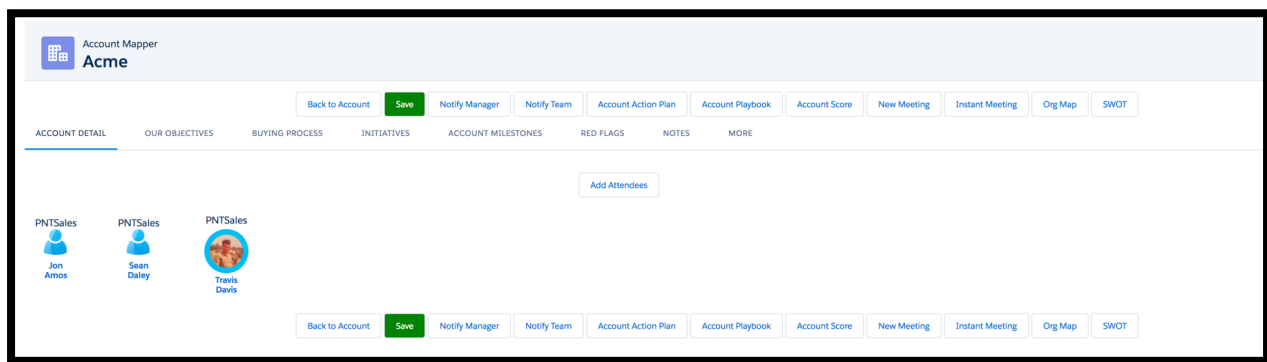 Account Mapper
Acme
Back to Account Save Notify Manager Notify Team Account Action Plan Account Playbook Account Score New Meeting Instant Meeting Org Map SWOT
ACCOUNT DETAIL OUR OBJECTIVES BUYING PROCESS INITIATIVES ACCOUNT MILESTONES RED FLAGS NOTES MORE
Add Attendees
PNTSales PNTSales PNTSales
Jon Sean Travis
Amos Daley Davis
Back to Account Save Notify Manager Notify Team Account Action Plan Account Playbook Account Score New Meeting Instant Meeting Org Map SWOT